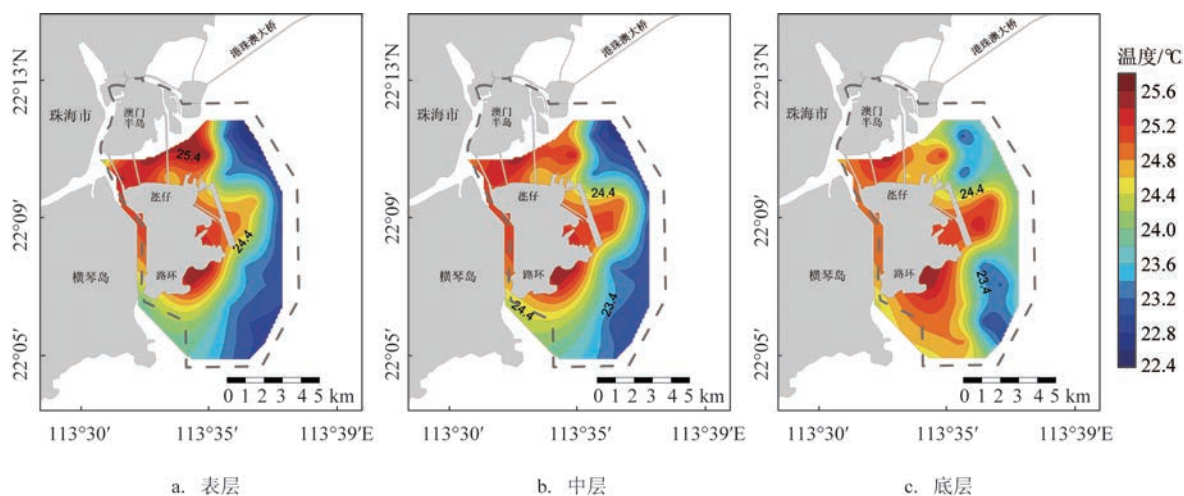 港珠澳大桥
22°13′N
珠海市
澳门
半岛
25.4
氹仔
22°09′
24.4
横琴岛
路环
24.4
22°05′
0 1 2 3 4 5 km
113°30′
113°35′
113°39′E
a. 表层
港珠澳大桥
22°13′N
珠海市
澳门
半岛
24.4
氹仔
22°09′
横琴岛
路环
23.4
24.4
22°05′
0 1 2 3 4 5 km
113°30′
113°35′
113°39′E
b. 中层
港珠澳大桥
22°13′N
珠海市
澳门
半岛
24.4
氹仔
22°09′
横琴岛
路环
23.4
22°05′
0 1 2 3 4 5 km
113°30′
113°35′
113°39′E
c. 底层
温度/℃
25.6
25.2
24.8
24.4
24.0
23.6
23.2
22.8
22.4